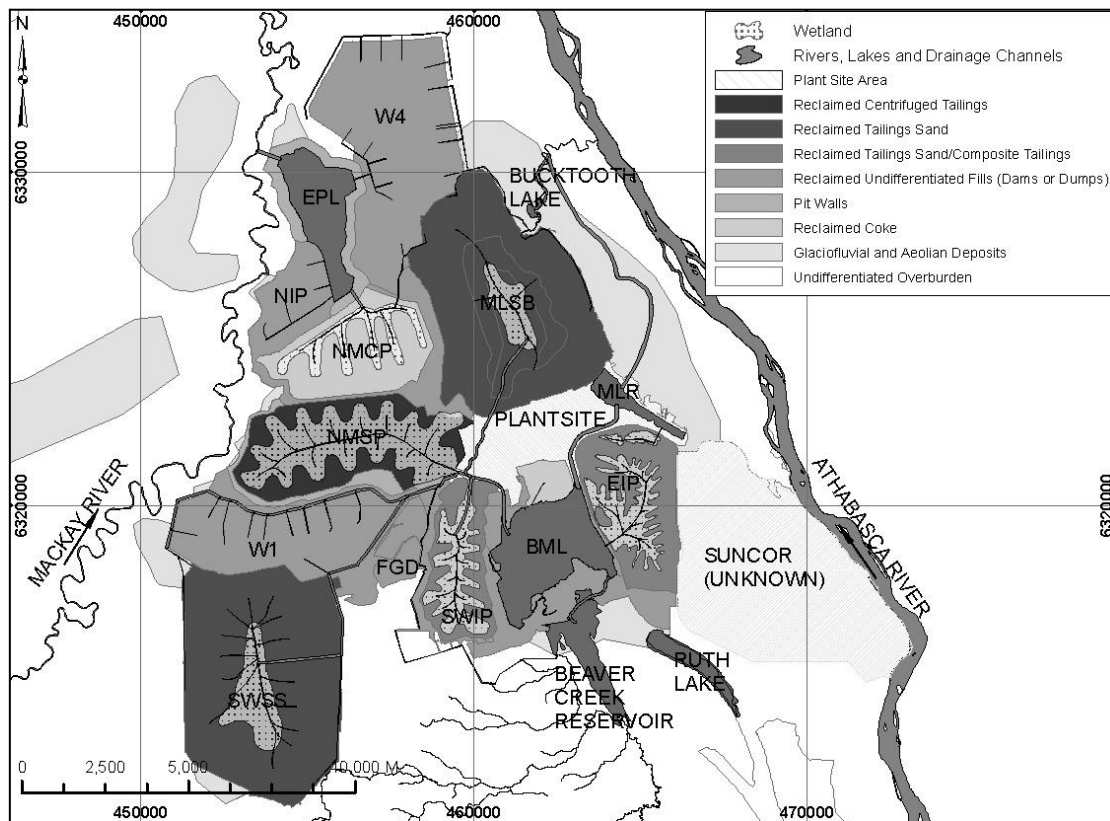 450000
460000
N
Wetland
Rivers, Lakes and Drainage Channels
Plant Site Area
Reclaimed Centrifuged Tailings
Reclaimed Tailings Sand
Reclaimed Tailings Sand/Composite Tailings
Reclaimed Undifferentiated Fills (Dams or Dumps)
Pit Walls
Reclaimed Coke
Glaciofluvial and Aeolian Deposits
Undifferentiated Overburden
W4
6330000
BUCKTOOTH
LAKE
EPL
NIP
MLSB
NMCP
MLR
PLANTSITE
NMSP
EIP
MACKAY RIVER
ATHABASCA RIVER
6320000
6320000
W1
BML
FGD
SUNCOR
(UNKNOWN)
SWIP
RUTH
LAKE
BEAVER
CREEK
RESERVOIR
SWSS
0
2,500
5,000
40,000 M
450000
460000
470000